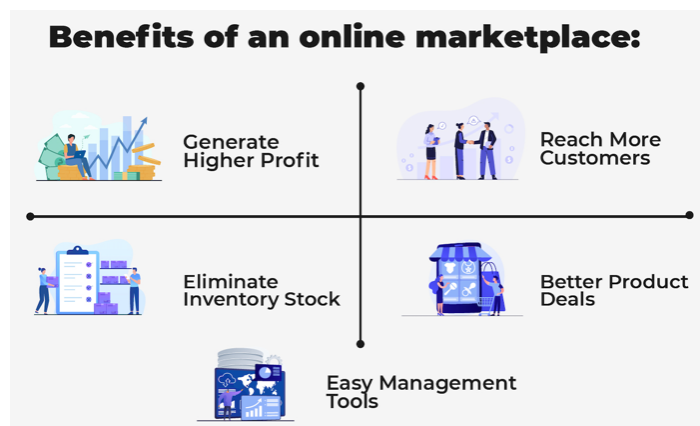 Benefits of an online marketplace:
Generate
Higher Profit
Reach More
Customers
Eliminate
Inventory Stock
Better Product
Deals
Easy Management
Tools